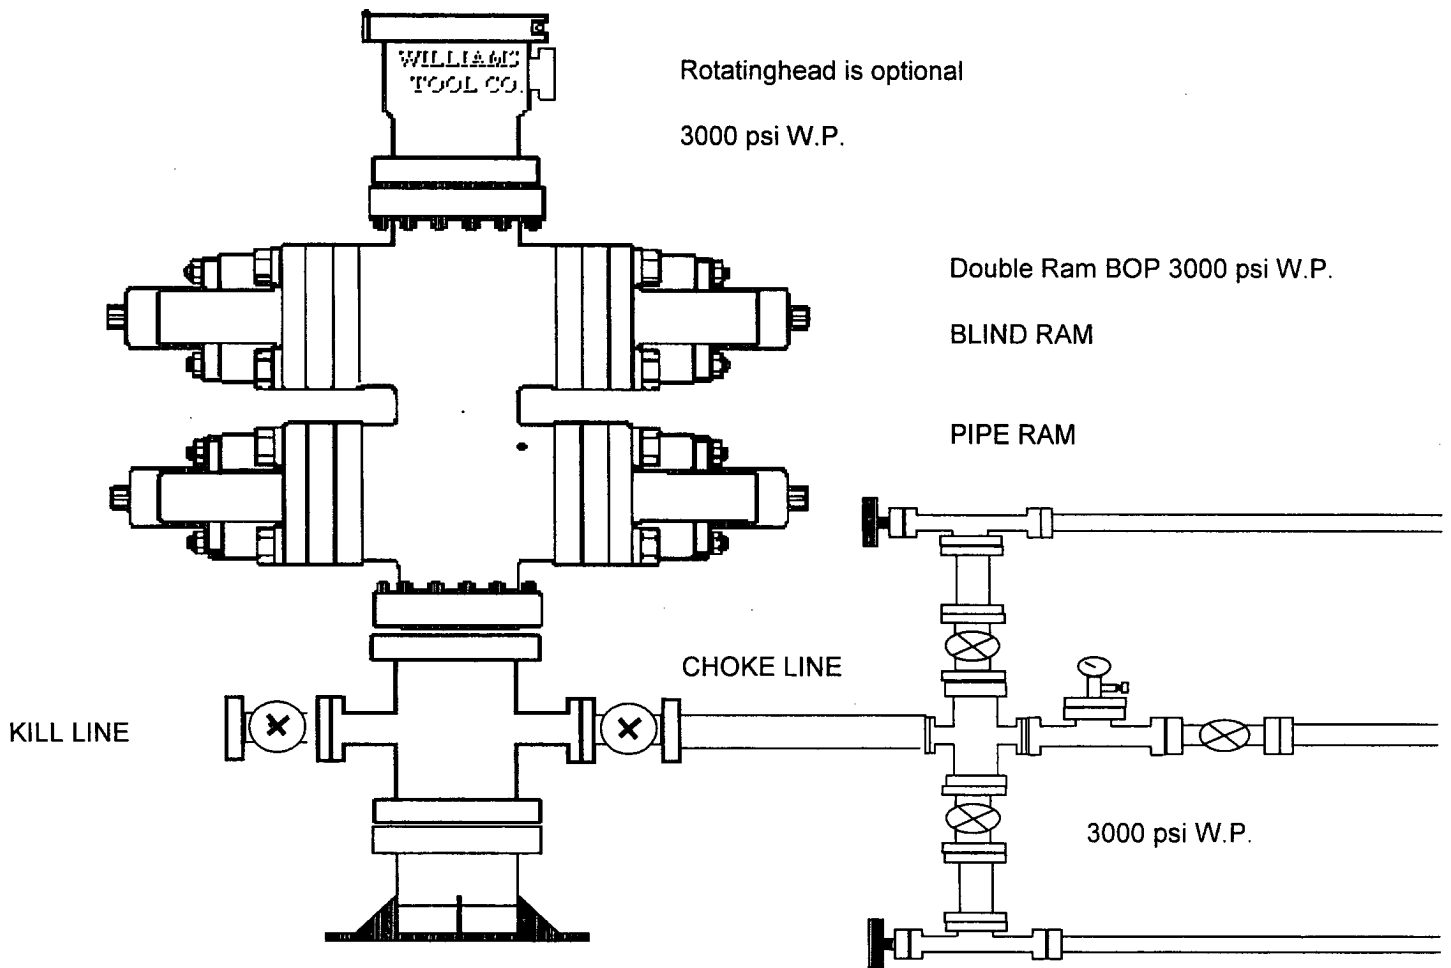 WILLIAMS
TOOL CO.
Rotatinghead is optional
3000 psi W.P.
Double Ram BOP 3000 psi W.P.
BLIND RAM
PIPE RAM
CHOKE LINE
KILL LINE
3000 psi W.P.